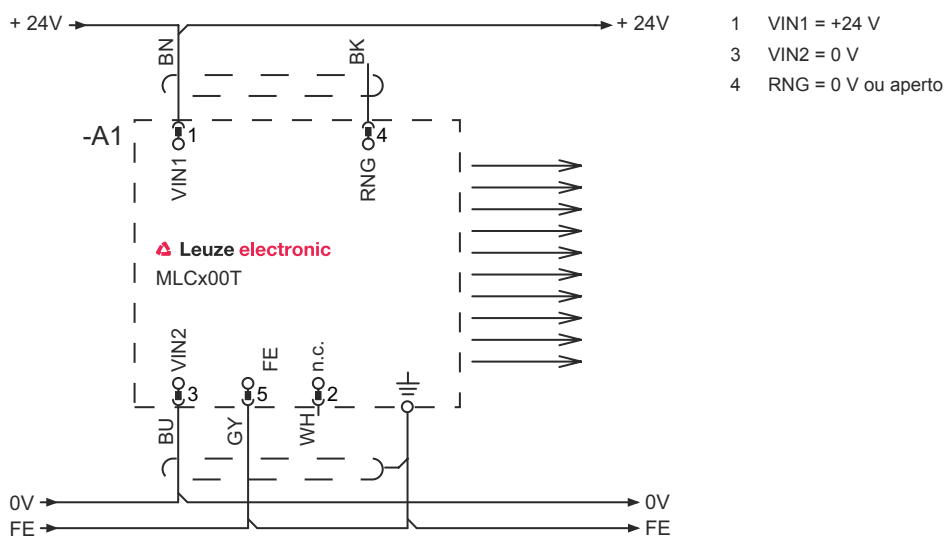 + 24V
+ 24V
BN
BK
-A1
1
4
VIN1
RNG
Leuze electronic
MLCx00T
VIN2
FE
n.c.
3
5
2
BU
GY
WH
0V
0V
FE
FE
1 VIN1 = +24 V
3 VIN2 = 0 V
4 RNG = 0 V ou aperto